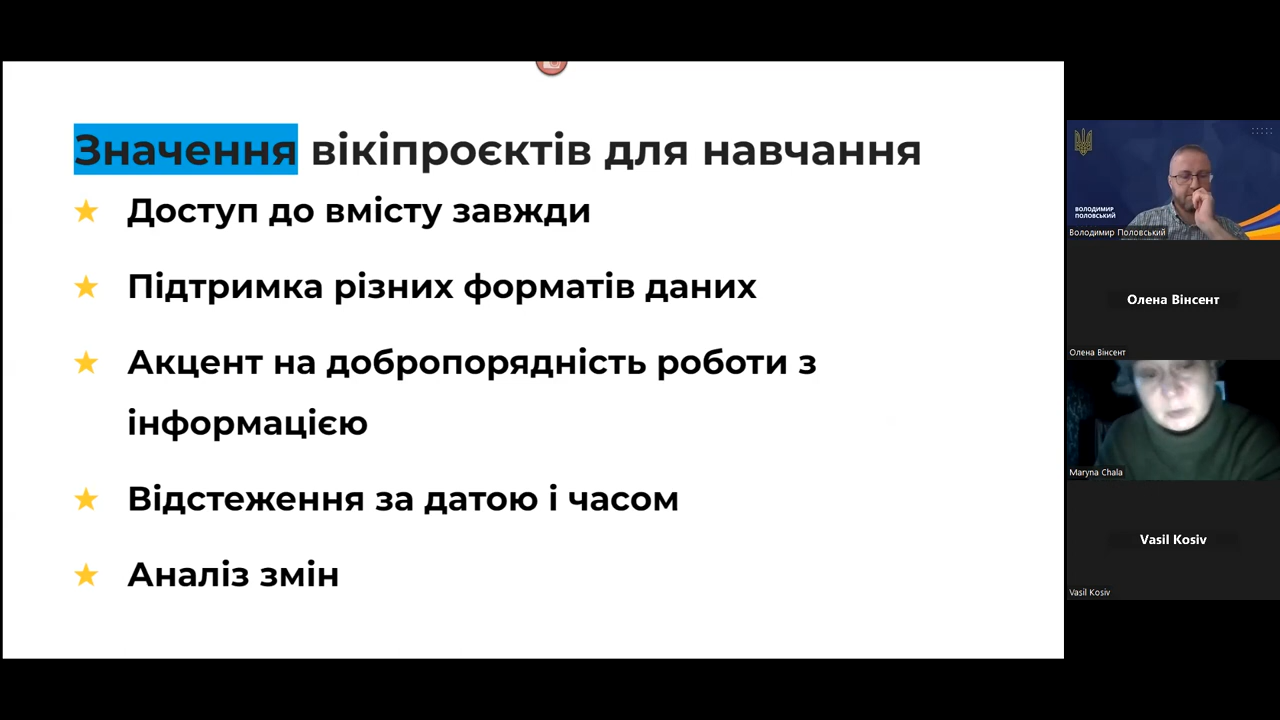 Значення вікіпроєктів для навчання
Доступ до вмісту завжди
Підтримка різних форматів даних
Акцент на добропорядність роботи з
інформацією
Відстеження за датою і часом
Аналіз змін
ВОЛОДИМИР
ПОЛОВСЬКИЙ
Володимир Половський
Олена Вінсент
Олена Вінсент
Maryna Chala
Vasil Kosiv
Vasil Kosiv